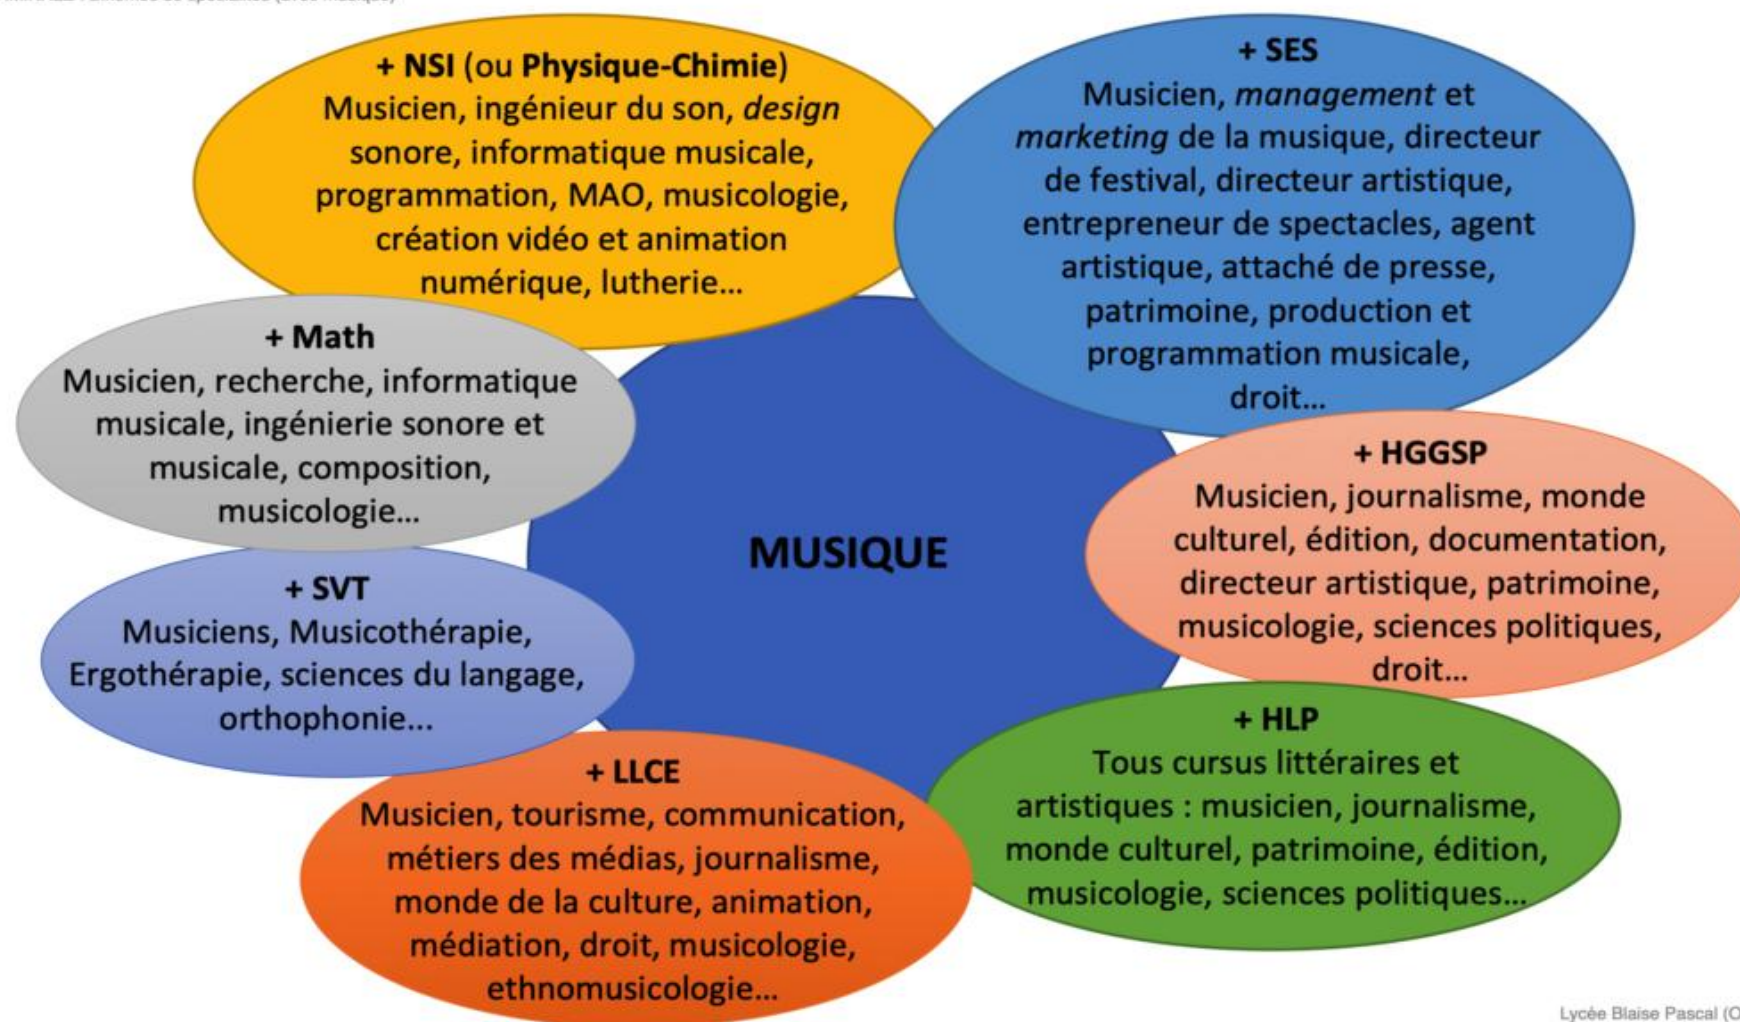 + NSI (ou Physique-Chimie)
Musicien, ingénieur du son, design
sonore, informatique musicale,
programmation, MAO, musicologie,
création vidéo et animation
numérique, lutherie...
+ SES
Musicien, management et
marketing de la musique, directeur
de festival, directeur artistique,
entrepreneur de spectacles, agent
artistique, attaché de presse,
patrimoine, production et
programmation musicale,
droit...
+ Math
Musicien, recherche, informatique
musicale, ingénierie sonore et
musicale, composition,
musicologie...
MUSIQUE
+ HGGSP
Musicien, journalisme, monde
culturel, édition, documentation,
directeur artistique, patrimoine,
musicologie, sciences politiques,
droit...
+ SVT
Musiciens, Musicothérapie,
Ergothérapie, sciences du langage,
orthophonie...
+ HLP
Tous cursus littéraires et
artistiques : musicien, journalisme,
monde culturel, patrimoine, édition,
musicologie, sciences politiques...
+ LLCE
Musicien, tourisme, communication,
métiers des médias, journalisme,
monde de la culture, animation,
médiation, droit, musicologie,
ethnomusicologie...
Lycée Blaise Pascal (O